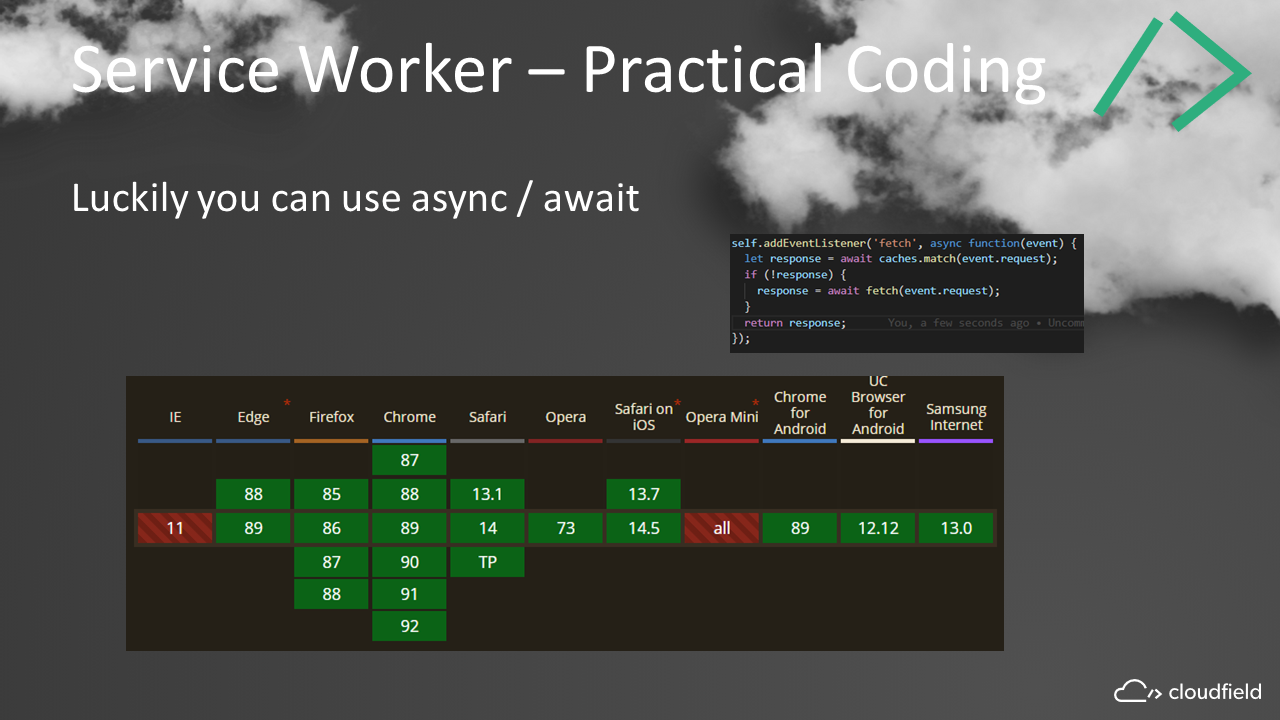 Service Worker – Practical Coding
Luckily you can use async / await
self.addEventListener('fetch', async function(event) {
let response = await caches.match(event.request);
if (!response) {
response = await fetch(event.request);
}
return response; You, a few seconds ago • Uncomm
});
IE Edge * Firefox Chrome Safari Opera Safari on iOS * Opera Mini * Chrome for Android UC Browser for Android Samsung Internet
87
88 85 88 13.1 13.7
11 89 86 89 14 73 14.5 all 89 12.12 13.0
87 90 TP
88 91
92
cloudfield